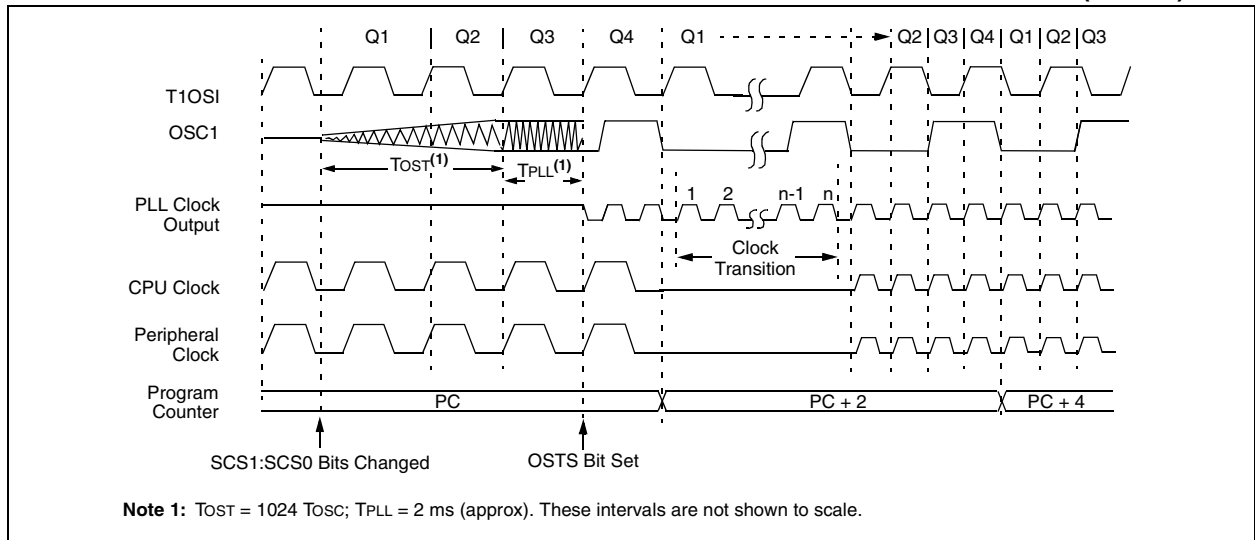 Q1 Q2 Q3 Q4 Q1 Q2 Q3 Q4 Q1 Q2 Q3
T1OSI
OSC1
TOST(1)
TPLL(1)
PLL Clock
Output
1 2 n-1 n
Clock
Transition
CPU Clock
Peripheral
Clock
Program
Counter
PC PC + 2 PC + 4
SCS1:SCS0 Bits Changed
OSTS Bit Set
Note 1: TOST = 1024 TOSC; TPLL = 2 ms (approx). These intervals are not shown to scale.